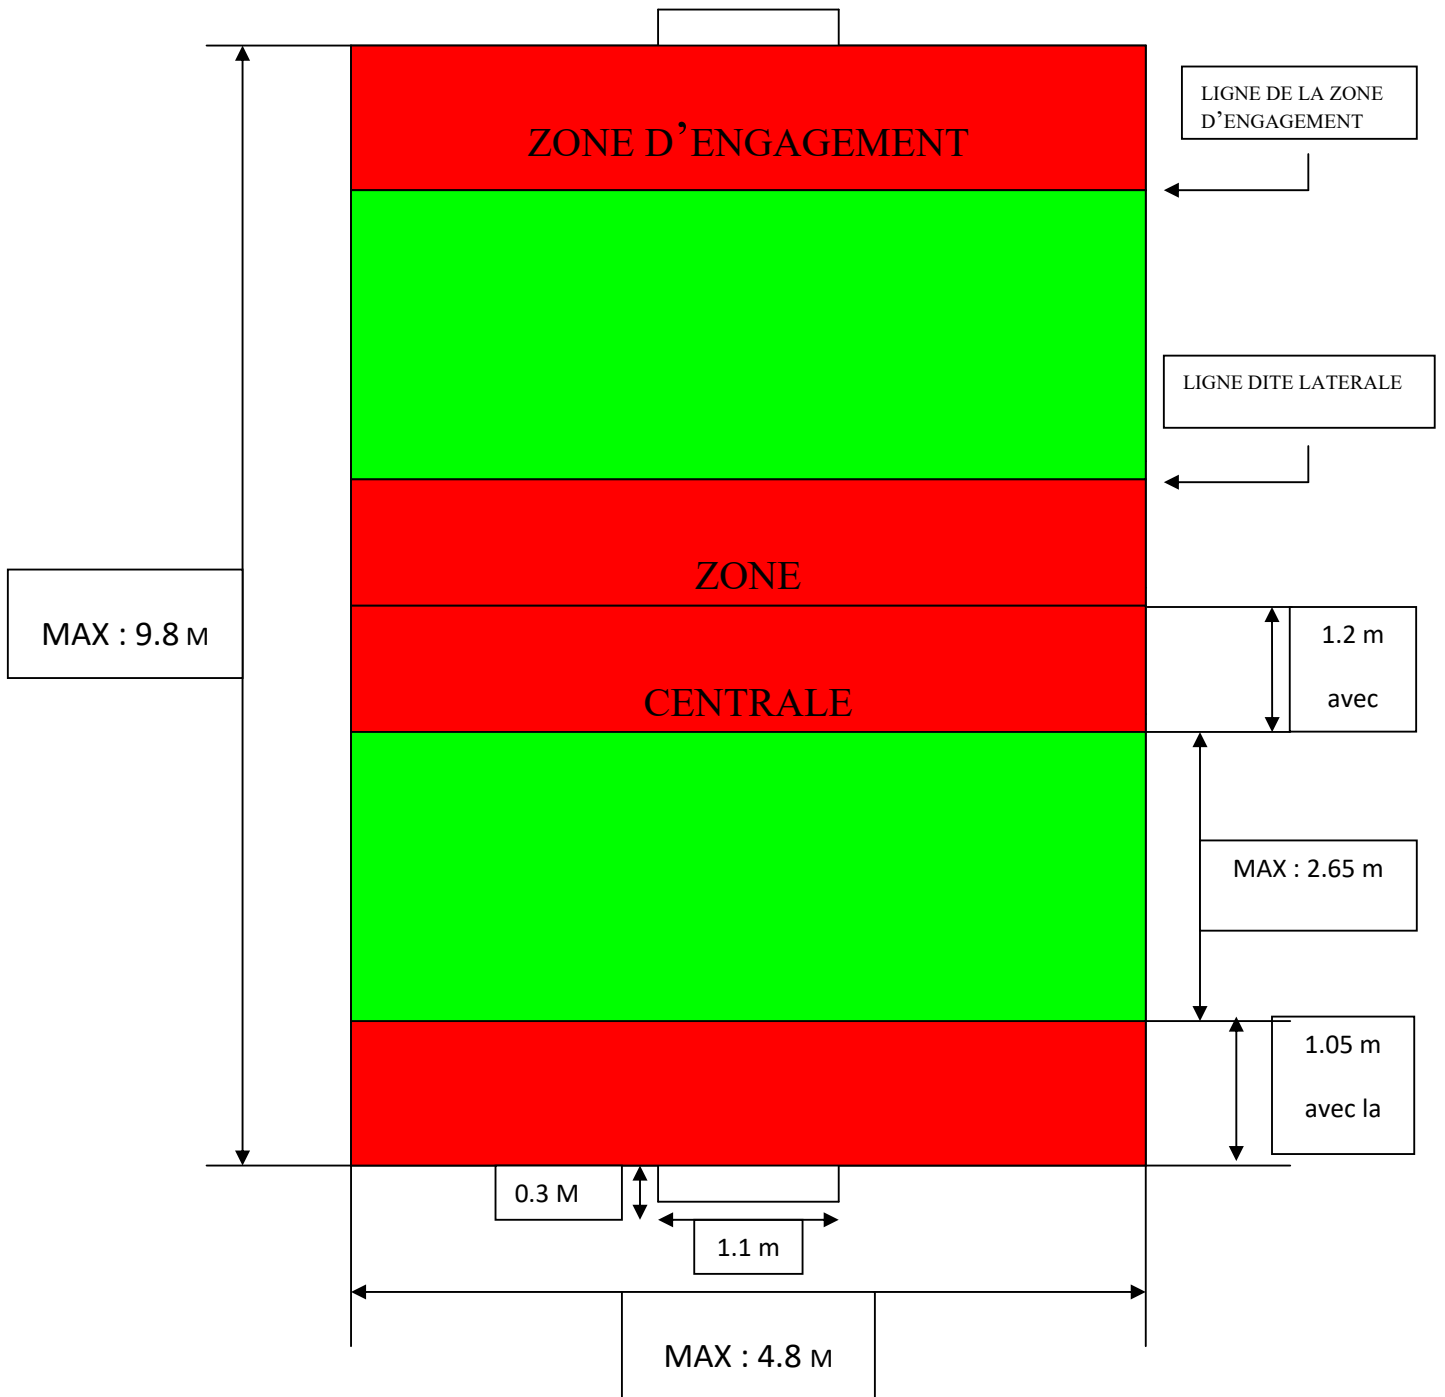 LIGNE DE LA ZONE
D’ENGAGEMENT
ZONE D’ENGAGEMENT
LIGNE DITE LATERALE
ZONE
MAX : 9.8 M
1.2 m
avec
CENTRALE
MAX : 2.65 m
1.05 m
avec la
0.3 M
1.1 m
MAX : 4.8 M